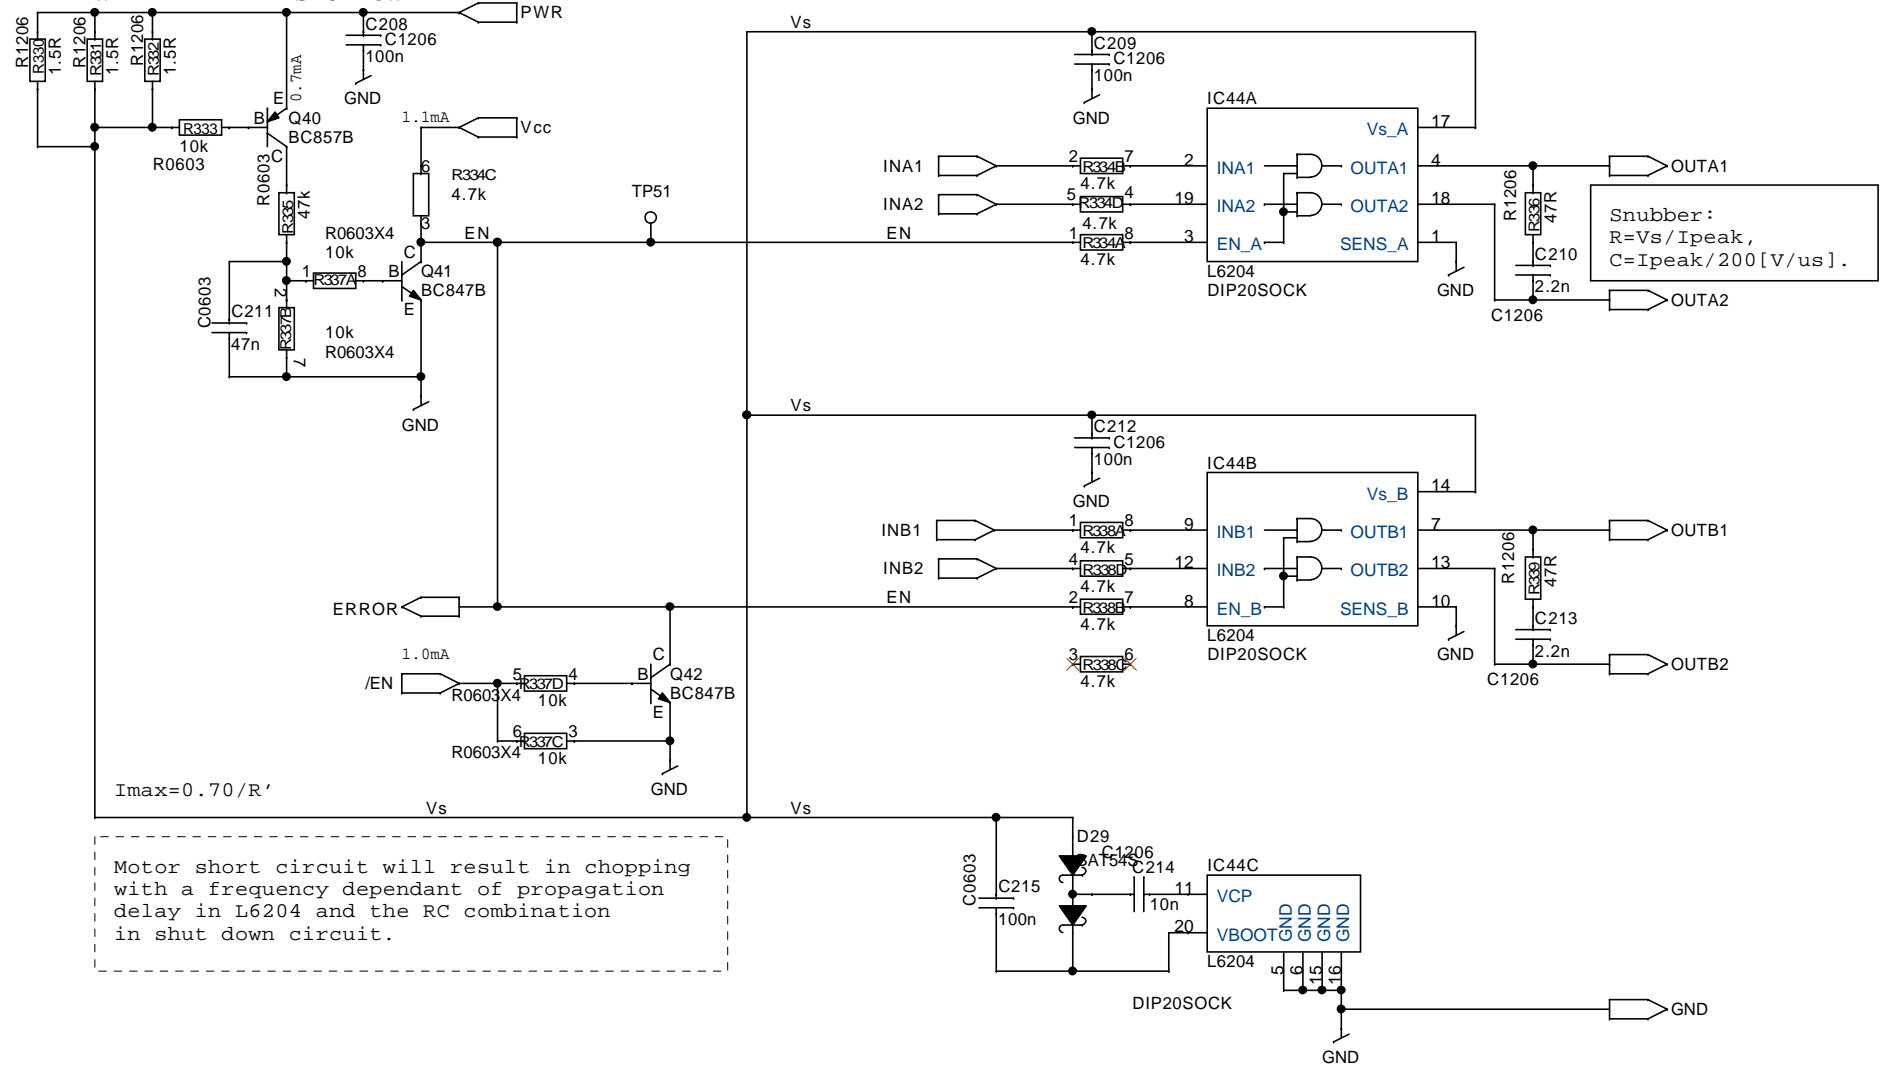 PWR
R1206
R330
1.5R
R1206
R331
1.5R
R1206
R332
1.5R
C208
C1206
100n
GND
0.7mA
E
B
C
Q40
BC857B
R333
10k
R0603
1.1mA
Vcc
6
R334C
4.7k
3
R0603
R335
47k
R0603X4
10k
1
R337A
8
B
C
E
Q41
BC847B
C0603
C211
47n
2
R337B
7
10k
R0603X4
GND
EN
TP51
EN
Vs
C209
C1206
100n
GND
IC44A
Vs_A
17
INA1
2
R334B
7
4.7k
2
INA1
OUTA1
4
OUTA1
INA2
5
R334D
4
4.7k
19
INA2
OUTA2
18
1
R334A
8
4.7k
3
EN_A
SENS_A
1
GND
L6204
DIP20SOCK
R1206
R336
47R
C210
2.2n
C1206
OUTA2
Snubber:
R=Vs/Ipeak,
C=Ipeak/200[V/us].
Vs
C212
C1206
100n
GND
IC44B
Vs_B
14
INB1
1
R338A
8
4.7k
9
INB1
OUTB1
7
OUTB1
INB2
4
R338D
5
4.7k
12
INB2
OUTB2
13
EN
2
R338B
7
4.7k
8
EN_B
SENS_B
10
GND
L6204
DIP20SOCK
3
R338C
6
4.7k
R1206
R339
47R
C213
2.2n
C1206
OUTB2
ERROR
1.0mA
/EN
R0603X4
5
R337D
4
10k
B
C
E
Q42
BC847B
R0603X4
6
R337C
3
10k
GND
Imax=0.70/R'
Vs
Vs
Motor short circuit will result in chopping
with a frequency dependant of propagation
delay in L6204 and the RC combination
in shut down circuit.
C0603
C215
100n
D29
BAT54S
C1206
C214
10n
IC44C
11
VCP
20
VBOOT
GND
GND
GND
GND
L6204
5
6
15
16
DIP20SOCK
GND
GND